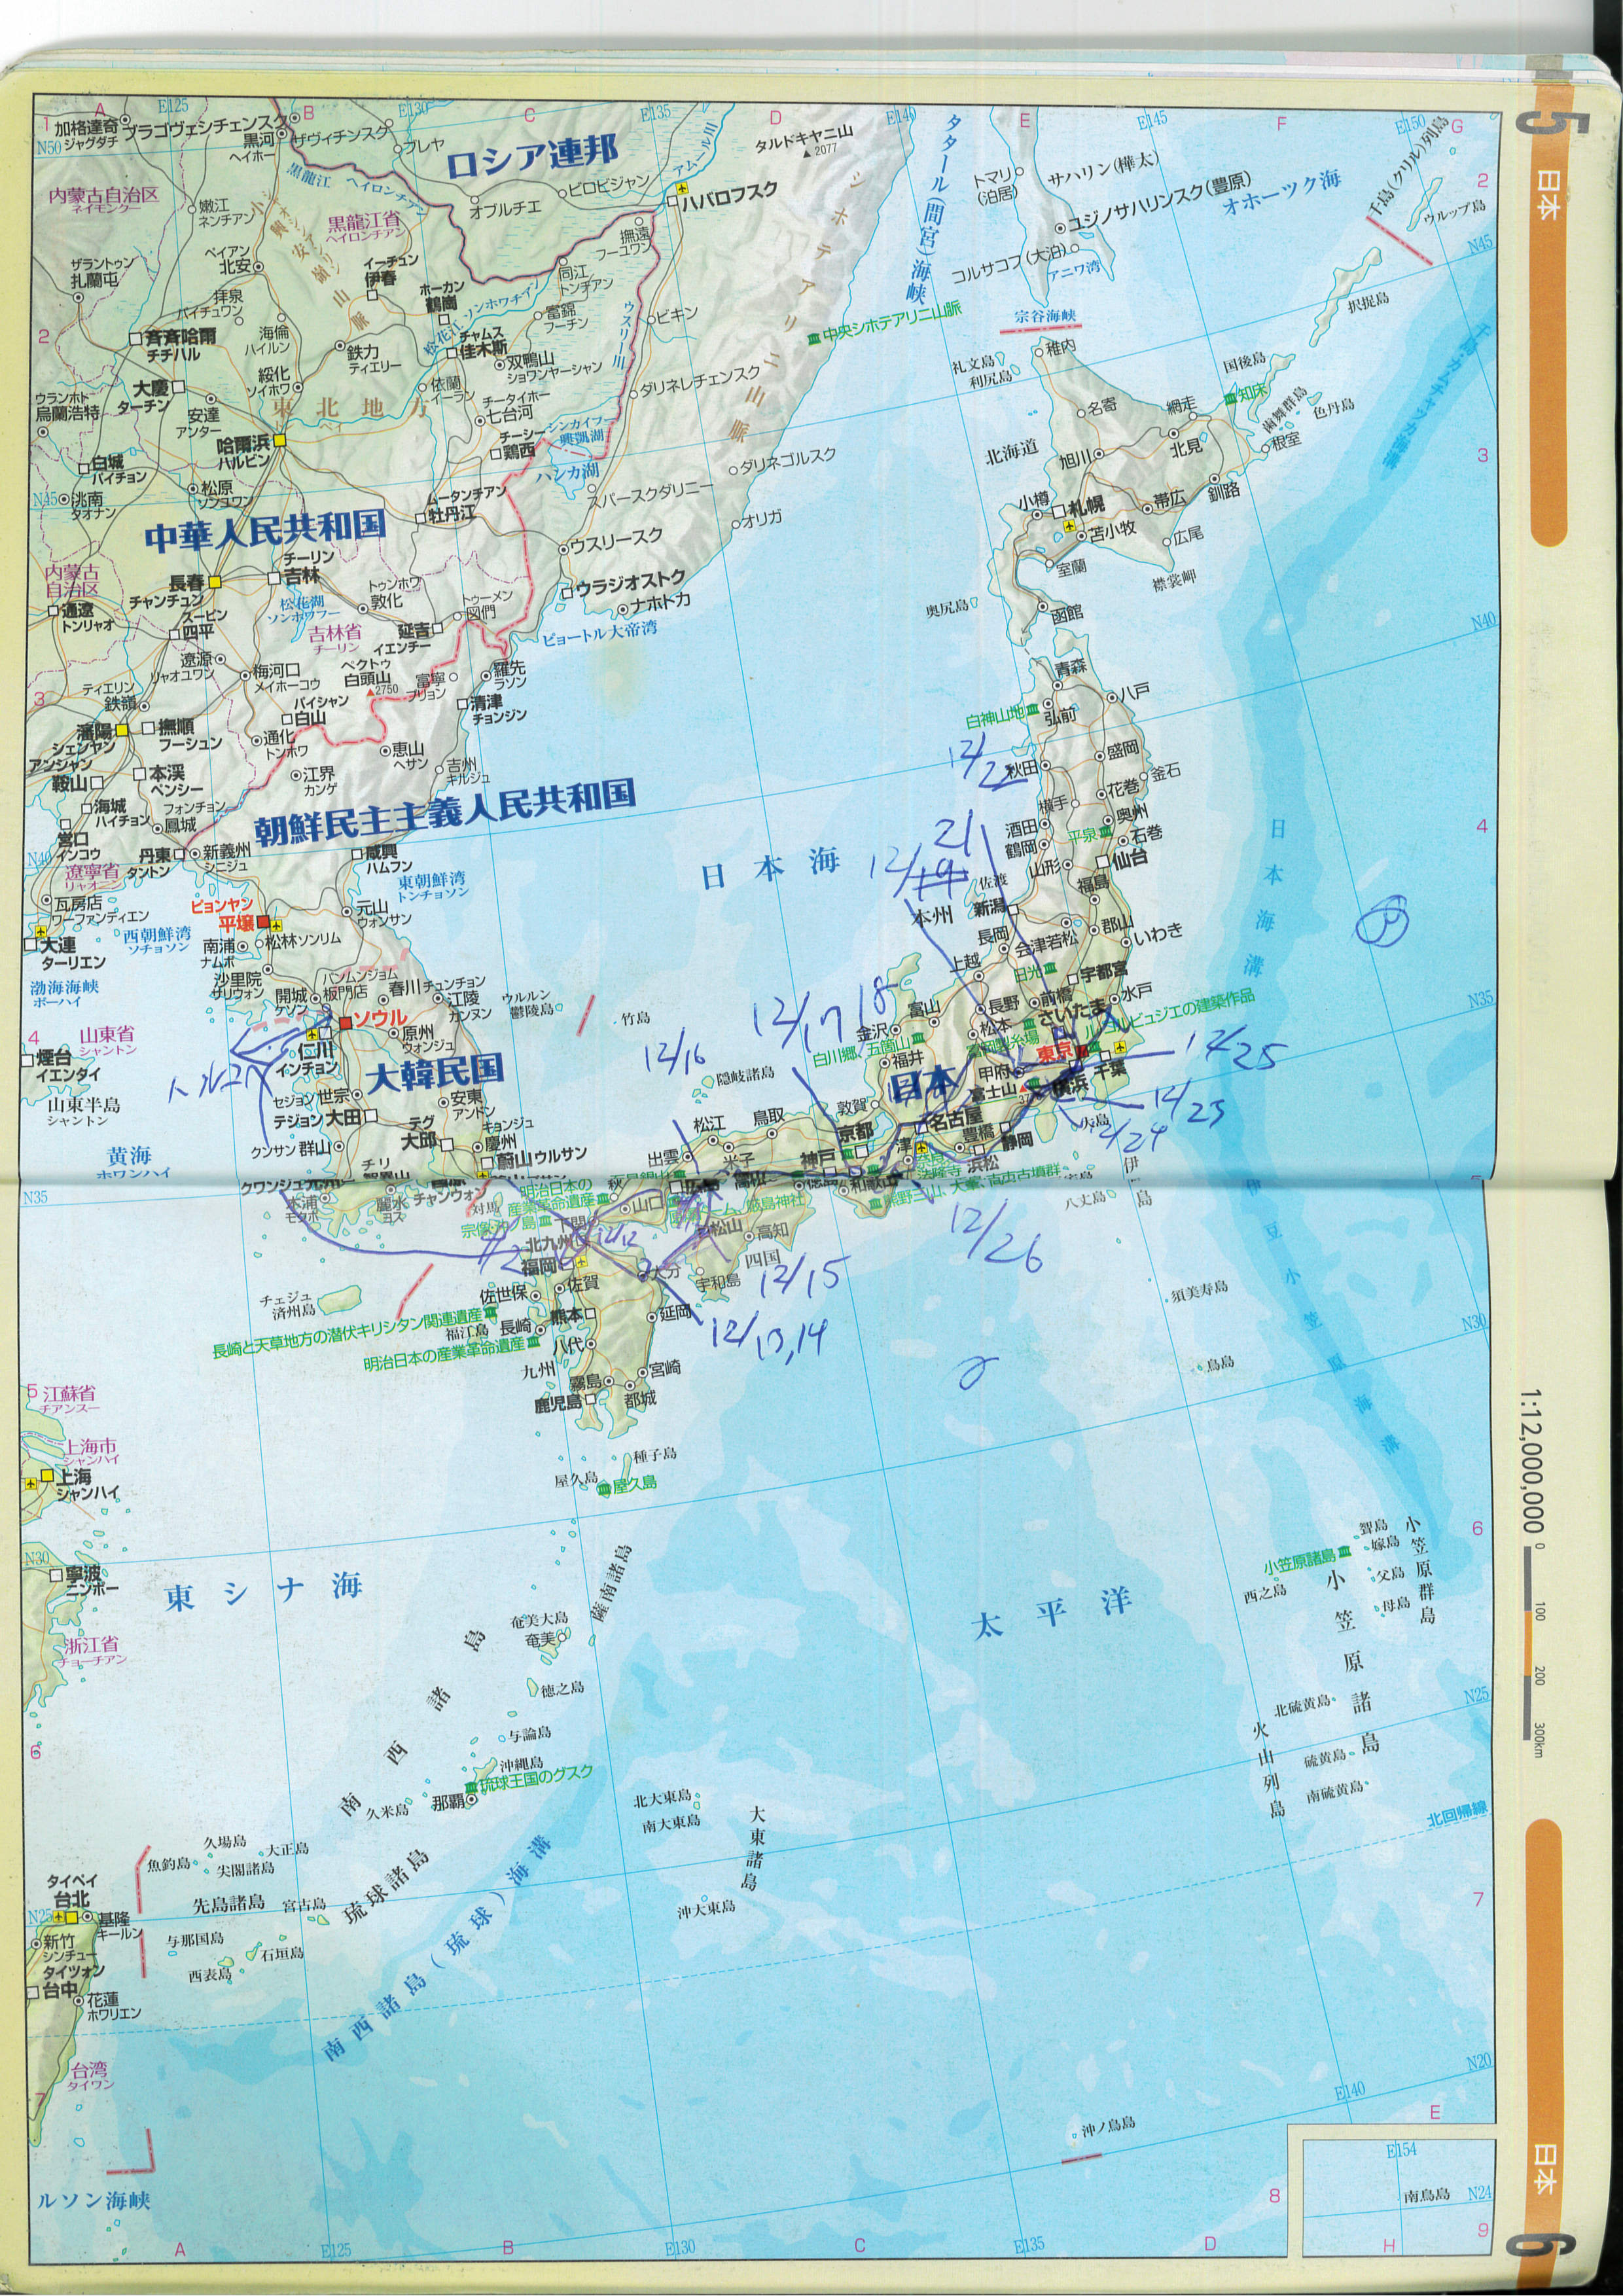 5
日本
A
E125
B
E130
C
E135
D
E140
E
E145
F
E150
G
1
N50
加格達奇
ジャグダチ
ブラゴヴェシチェンスク
黒河
ヘイホー
ザヴィチンスク
ブレヤ
ロシア連邦
アムール川
タルドキヤニ山
▲2077
タタール(間宮)海峡
トマリ
(泊居)
サハリン(樺太)
ユジノサハリンスク(豊原)
オホーツク海
千島(クリル)列島
ウルップ島
2
内蒙古自治区
ネイモンクー
嫩江
ネンチアン
黒龍江 ヘイロンチアン
黒龍江省
ヘイロンチアン
オブルチエ
ビロビジャン
ハバロフスク
シホテアリニ山脈
コルサコフ(大泊)
アニワ湾
N45
ザラントゥン
扎蘭屯
ペイアン
北安
イーチュン
伊春
撫遠
フーユワン
同江
トンチアン
ホーカン
鶴崗
松花江 ソンホワチアン
富錦
フーチン
ウスリー川
ビキン
中央シホテアリニ山脈
宗谷海峡
択捉島
拝泉
パイチュワン
2
斉斉哈爾
チチハル
海倫
ハイルン
鉄力
ティエリー
チャムス
佳木斯
双鴨山
ショワンヤーシャン
礼文島
利尻島
稚内
国後島
大慶
ターチン
綏化
ソイホワ
依蘭
イーラン
チータイホー
七台河
ダリネレチェンスク
名寄
網走
知床
歯舞群島
色丹島
ウランホト
烏蘭浩特
安達
アンター
東北地方
哈爾浜
ハルビン
チーシー
鶏西
シンカイフー
興凱湖
ハンカ湖
北海道
旭川
北見
根室
3
白城
パイチョン
ダリネゴルスク
N45
洮南
タオナン
松原
ソンユワン
ムータンチアン
牡丹江
スパースクダリニー
小樽
札幌
帯広
釧路
中華人民共和国
オリガ
苫小牧
広尾
チーリン
吉林
ウスリースク
室蘭
襟裳岬
内蒙古
自治区
長春
チャンチュン
通遼
トンリャオ
松花湖
ソンホワフー
トゥンホワ
敦化
トゥーメン
図們
ウラジオストク
ナホトカ
奥尻島
函館
N40
スーピン
四平
吉林省
チーリン
延吉
イエンチー
ピョートル大帝湾
遼源
リャオユワン
梅河口
メイホーコウ
ペクトゥ
白頭山
▲2750
富寧
プリョン
羅先
ラソン
青森
八戸
3
ティエリン
鉄嶺
パイシャン
白山
清津
チョンジン
白神山地
弘前
瀋陽
シェンヤン
撫順
フーシュン
通化
トンホワ
恵山
ヘサン
吉州
キルジュ
12/22
秋田
盛岡
釜石
アンシャン
鞍山
本渓
ペンシー
江界
カンゲ
横手
花巻
海城
ハイチョン
フォンチョン
鳳城
朝鮮民主主義人民共和国
酒田
平泉
奥州
石巻
営口
インコウ
丹東
タントン
新義州
シニジュ
咸興
ハムフン
21
鶴岡
山形
仙台
4
N40
遼寧省
リャオニン
東朝鮮湾
トンチョソン
日本海
12/19
佐渡
福島
日本海溝
瓦房店
ワーファンディエン
ピョンヤン
平壌
元山
ウォンサン
本州
新潟
郡山
大連
ターリエン
西朝鮮湾
ソチョソン
南浦
ナムポ
松林ソンリム
長岡
会津若松
いわき
渤海海峡
ボーハイ
沙里院
サリウォン
パンムンジョム
板門店
開城
ケソン
春川チュンチョン
江陵
カンヌン
ウルルン
鬱陵島
竹島
上越
日光
宇都宮
4
山東省
シャントン
ソウル
原州
ウォンジュ
12/17 18
富山
金沢
長野
前橋
水戸
N35
煙台
イエンタイ
仁川
インチョン
大韓民国
12/16
白川郷、五箇山
松本
富岡製糸場
さいたま
ル・コルビュジエの建築作品
山東半島
シャントン
隠岐諸島
福井
日本
甲府
富士山
東京
千葉
横浜
12/25
セジョン 世宗
テジョン 大田
安東
アンドン
松江
鳥取
敦賀
京都
名古屋
豊橋
静岡
12/23
12/24
黄海
ホワンハイ
クンサン 群山
テグ
大邱
キョンジュ
慶州
蔚山ウルサン
出雲
米子
神戸
津
浜松
N35
木浦
モクポ
麗水
ヨス
チャンウォン
対馬
明治日本の
産業革命遺産
萩
山口
和歌山
熊野三山、大峯
八丈島
北九州
12/12
松山
高知
四国
12/26
福岡
大分
宇和島
12/15
チェジュ
済州島
佐賀
佐世保
熊本
延岡
12/13,14
須美寿島
N30
長崎と天草地方の潜伏キリシタン関連遺産
福江島
長崎
八代
明治日本の産業革命遺産
九州
霧島
宮崎
鳥島
鹿児島
都城
5
江蘇省
チアンスー
種子島
屋久島
屋久島
上海市
シャンハイ
上海
シャンハイ
1:12,000,000
0
100
200
300km
6
N30
寧波
ニンポー
東シナ海
薩南諸島
太平洋
小笠原諸島
聟島
嫁島
父島
母島
小笠原群島
西之島
小笠原諸島
浙江省
チョーチアン
奄美大島
奄美
徳之島
N25
与論島
北硫黄島
火山列島
硫黄島
南硫黄島
6
南西諸島
沖縄島
琉球王国のグスク
那覇
久米島
北大東島
南大東島
大東諸島
沖大東島
北回帰線
久場島
魚釣島
大正島
尖閣諸島
タイペイ
台北
基隆
キールン
N25
先島諸島
宮古島
琉球諸島
7
新竹
シンチュー
タイツォン
台中
与那国島
石垣島
西表島
花蓮
ホワリエン
南西諸島(琉球)海溝
N20
台湾
タイワン
7
E140
E
沖ノ鳥島
E154
南鳥島
N24
ルソン海峡
8
9
A
E125
B
E130
C
E135
D
H
日本
6